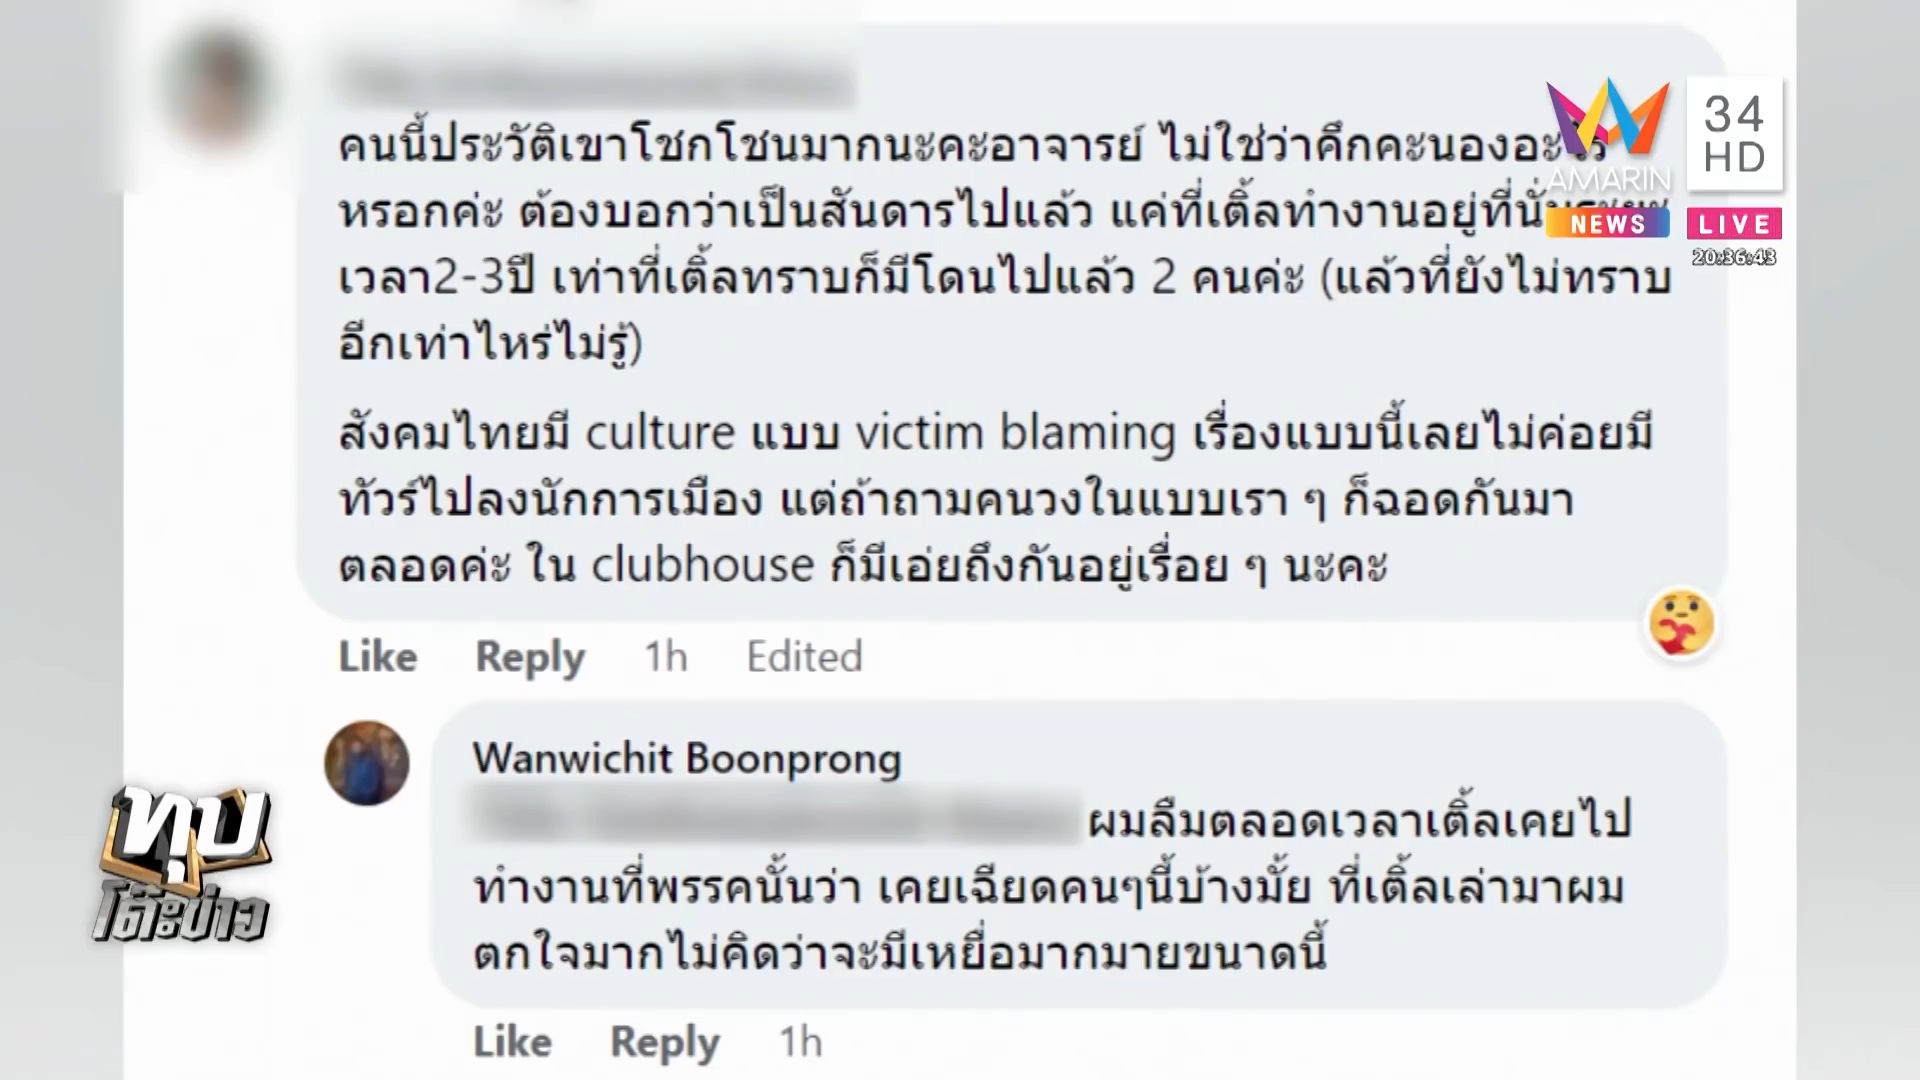 คนนี้ประวัติเขาโชกโชนมากนะคะอาจารย์ ไม่ใช่ว่าคึกคะนองอะไร
หรอกค่ะ ต้องบอกว่าเป็นสันดารไปแล้ว แค่ที่เติ้ลทำงานอยู่ที่นั่นระยะ
เวลา2-3ปี เท่าที่เติ้ลทราบก็มีโดนไปแล้ว 2 คนค่ะ (แล้วที่ยังไม่ทราบ
อีกเท่าไหร่ไม่รู้)
สังคมไทยมี culture แบบ victim blaming เรื่องแบบนี้เลยไม่ค่อยมี
ทัวร์ไปลงนักการเมือง แต่ถ้าถามคนวงในแบบเรา ๆ ก็ฉอดกันมา
ตลอดค่ะ ใน clubhouse ก็มีเอ่ยถึงกันอยู่เรื่อย ๆ นะคะ
Like Reply 1h Edited
Wanwichit Boonprong
ผมลืมตลอดเวลาเติ้ลเคยไป
ทำงานที่พรรคนั้นว่า เคยเฉียดคนๆนี้บ้างมั้ย ที่เติ้ลเล่ามาผม
ตกใจมากไม่คิดว่าจะมีเหยื่อมากมายขนาดนี้
Like Reply 1h
AMARIN
NEWS
34
HD
LIVE
20:36:43
ทุบ
โต๊ะข่าว